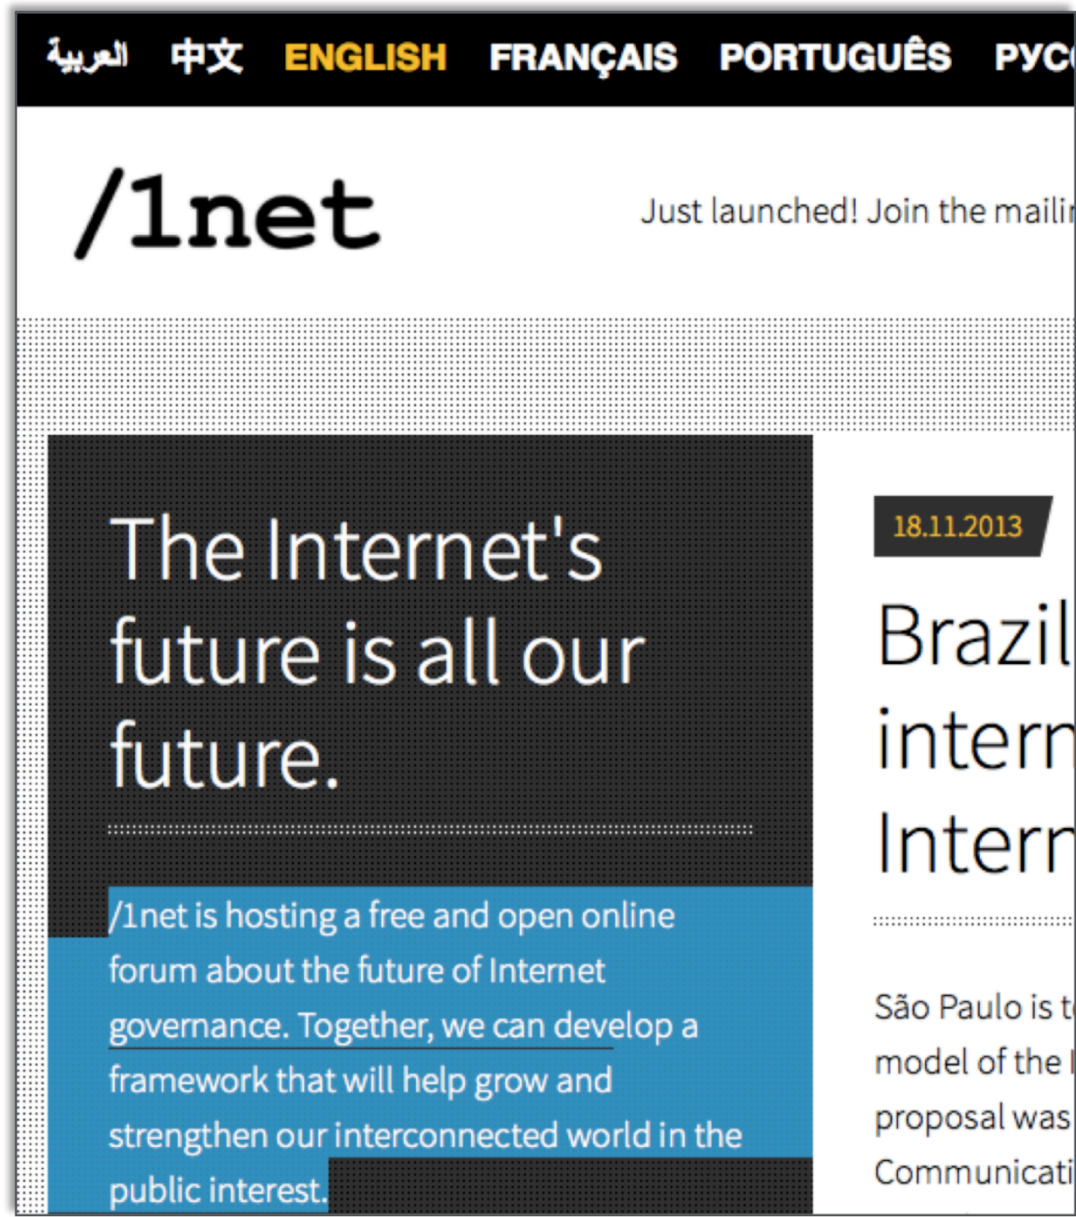 العربية 中文 ENGLISH FRANÇAIS PORTUGUÊS
/1net
Just launched! Join the
The Internet's
future is all our
future.
/1net is hosting a free and open online
forum about the future of Internet
governance. Together, we can develop a
framework that will help grow and
strengthen our interconnected world in the
public interest.
18.11.2013
Brazil
São Paulo is
model of the
proposal was